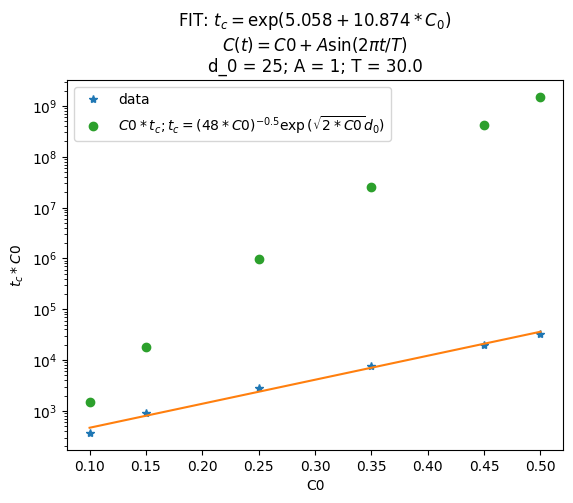 FIT: t_c = exp(5.058 + 10.874 * C_0)
C(t) = C0 + A sin(2πt/T)
d_0 = 25; A = 1; T = 30.0
data
C0 * t_c; t_c = (48 * C0)^{-0.5} exp (√{2 * C0} d_0)
10^9
10^8
10^7
10^6
10^5
10^4
10^3
t_c * C0
0.10 0.15 0.20 0.25 0.30 0.35 0.40 0.45 0.50
C0